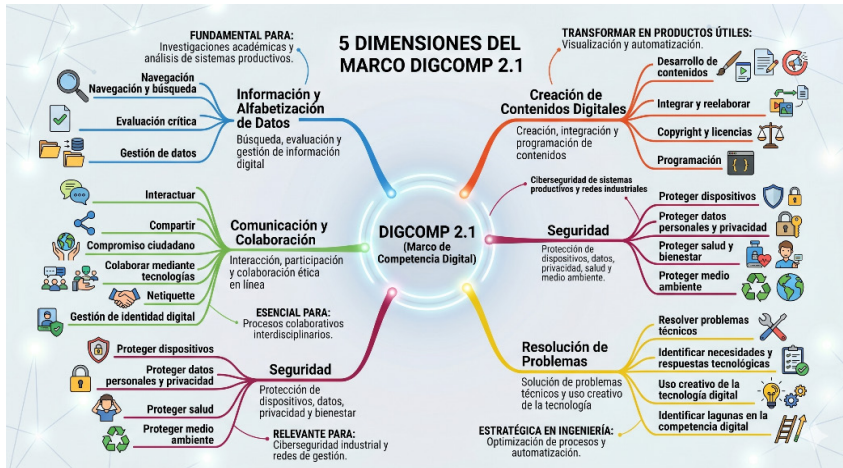 5 DIMENSIONES DEL
MARCO DIGCOMP 2.1
FUNDAMENTAL PARA:
Investigaciones académicas y
análisis de sistemas productivos.
Navegación
Navegación y búsqueda
Evaluación crítica
Gestión de datos
Información y
Alfabetización
de Datos
Búsqueda, evaluación y
gestión de información
digital
Interactuar
Compartir
Compromiso ciudadano
Colaborar mediante
tecnologías
Netiquette
Gestión de identidad digital
Comunicación y
Colaboración
Interacción, participación
y colaboración ética
en línea
ESENCIAL PARA:
Procesos colaborativos
interdisciplinarios.
Proteger dispositivos
Proteger datos
personales y privacidad
Proteger salud
Proteger medio
ambiente
Seguridad
Protección de
dispositivos, datos,
privacidad y bienestar
RELEVANTE PARA:
Ciberseguridad industrial y
redes de gestión.
DIGCOMP 2.1
(Marco de
Competencia Digital)
TRANSFORMAR EN PRODUCTOS ÚTILES:
Visualización y automatización.
Creación de
Contenidos Digitales
Creación, integración y
programación de
contenidos
Desarrollo de
contenidos
Integrar y reelaborar
Copyright y licencias
Programación
Ciberseguridad de sistemas
productivos y redes industriales
Seguridad
Protección de
dispositivos, datos,
privacidad, salud y
medio ambiente.
Proteger dispositivos
Proteger datos
personales y privacidad
Proteger salud y
bienestar
Proteger medio
ambiente
Resolución de
Problemas
Solución de problemas
técnicos y uso creativo
de la tecnología
Resolver problemas
técnicos
Identificar necesidades y
respuestas tecnológicas
Uso creativo de la
tecnología digital
Identificar lagunas en la
competencia digital
ESTRATÉGICA EN INGENIERÍA:
Optimización de procesos y
automatización.